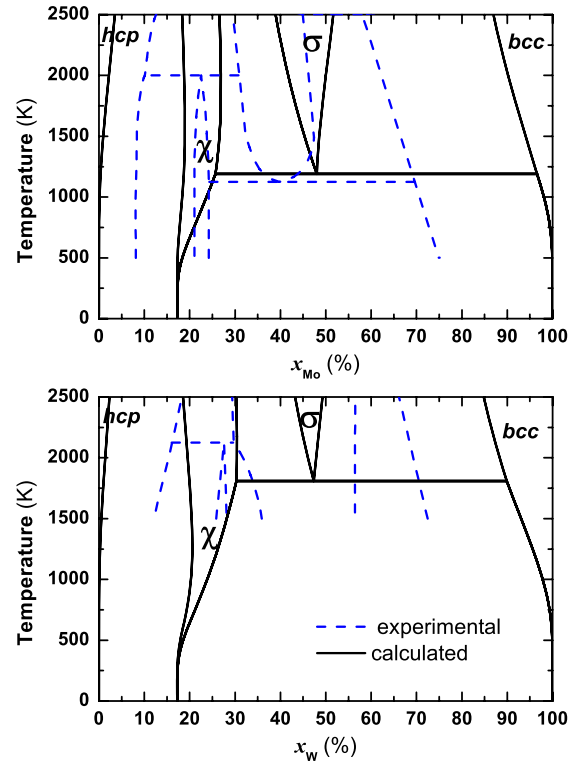 hcp
σ
bcc
2500
2000
1500
1000
500
0
χ
Temperature (K)
0 10 20 30 40 50 60 70 80 90 100
x_Mo (%)
hcp
σ
bcc
2500
2000
1500
1000
500
0
χ
Temperature (K)
experimental
calculated
0 10 20 30 40 50 60 70 80 90 100
x_W (%)